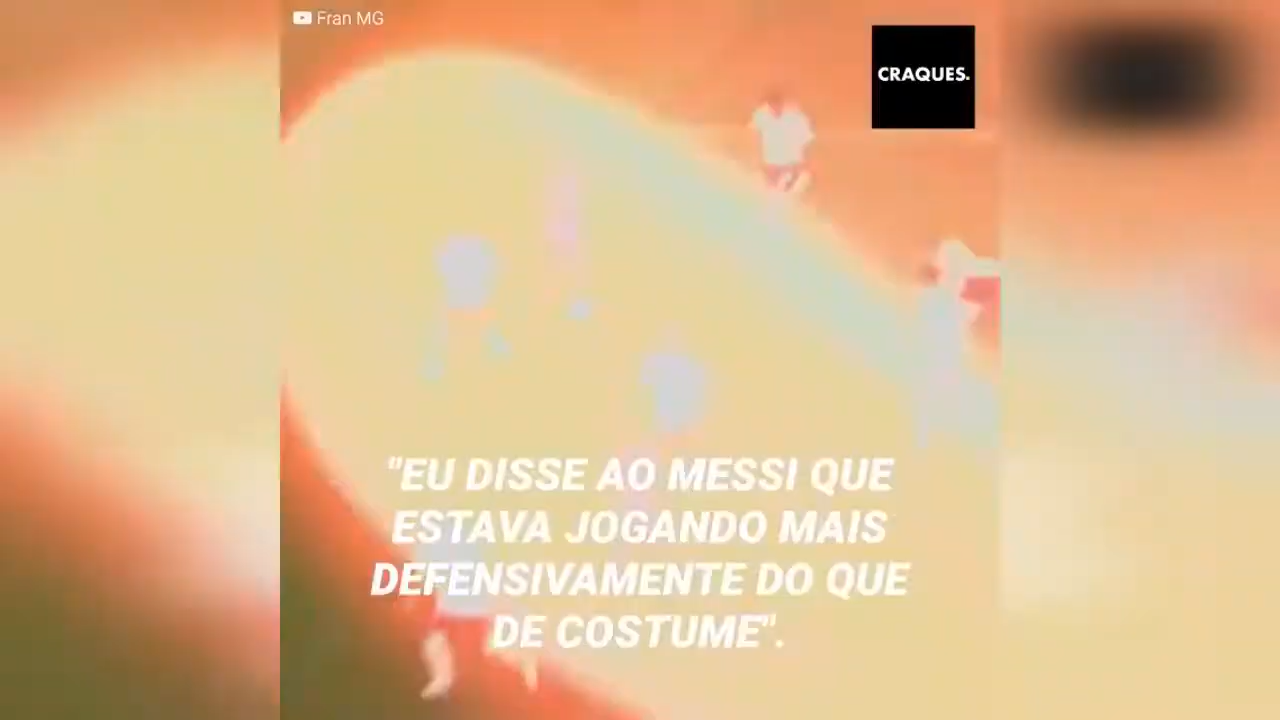 Fran MG
CRAQUES.
"EU DISSE AO MESSI QUE
ESTAVA JOGANDO MAIS
DEFENSIVAMENTE DO QUE
DE COSTUME".